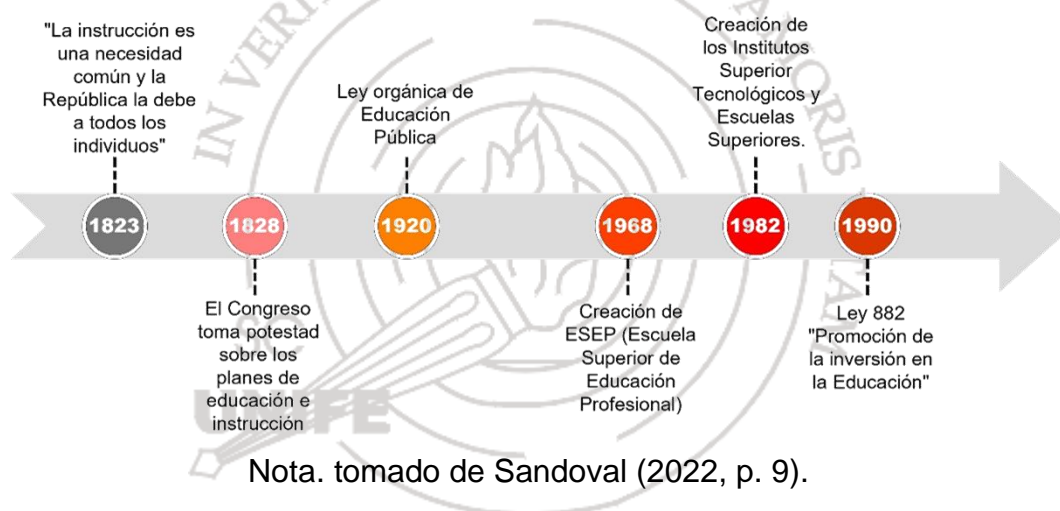 "La instrucción es
una necesidad
común y la
República la debe
a todos los
individuos"
1823
1828
El Congreso
toma potestad
sobre los
planes de
educación e
instrucción
Ley orgánica de
Educación
Pública
1920
1968
Creación de
ESEP (Escuela
Superior de
Educación
Profesional)
Creación de
los Institutos
Superior
Tecnológicos y
Escuelas
Superiores.
1982
1990
Ley 882
"Promoción de
la inversión en
la Educación"
UNIFE
Nota. tomado de Sandoval (2022, p. 9).